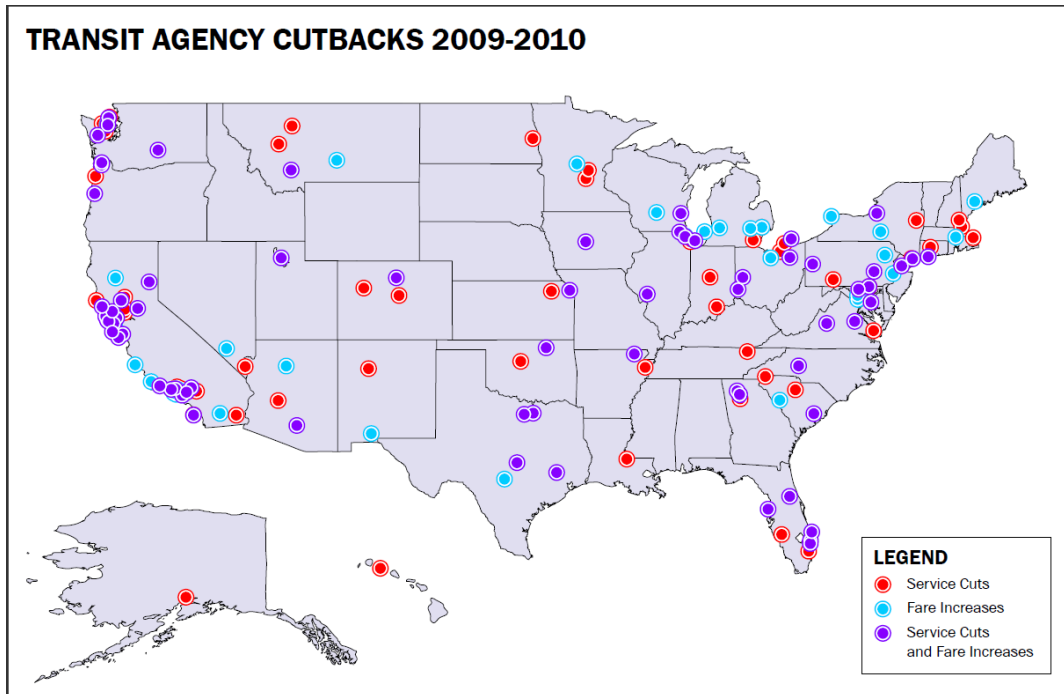 TRANSIT AGENCY CUTBACKS 2009-2010
LEGEND
Service Cuts
Fare Increases
Service Cuts
and Fare Increases